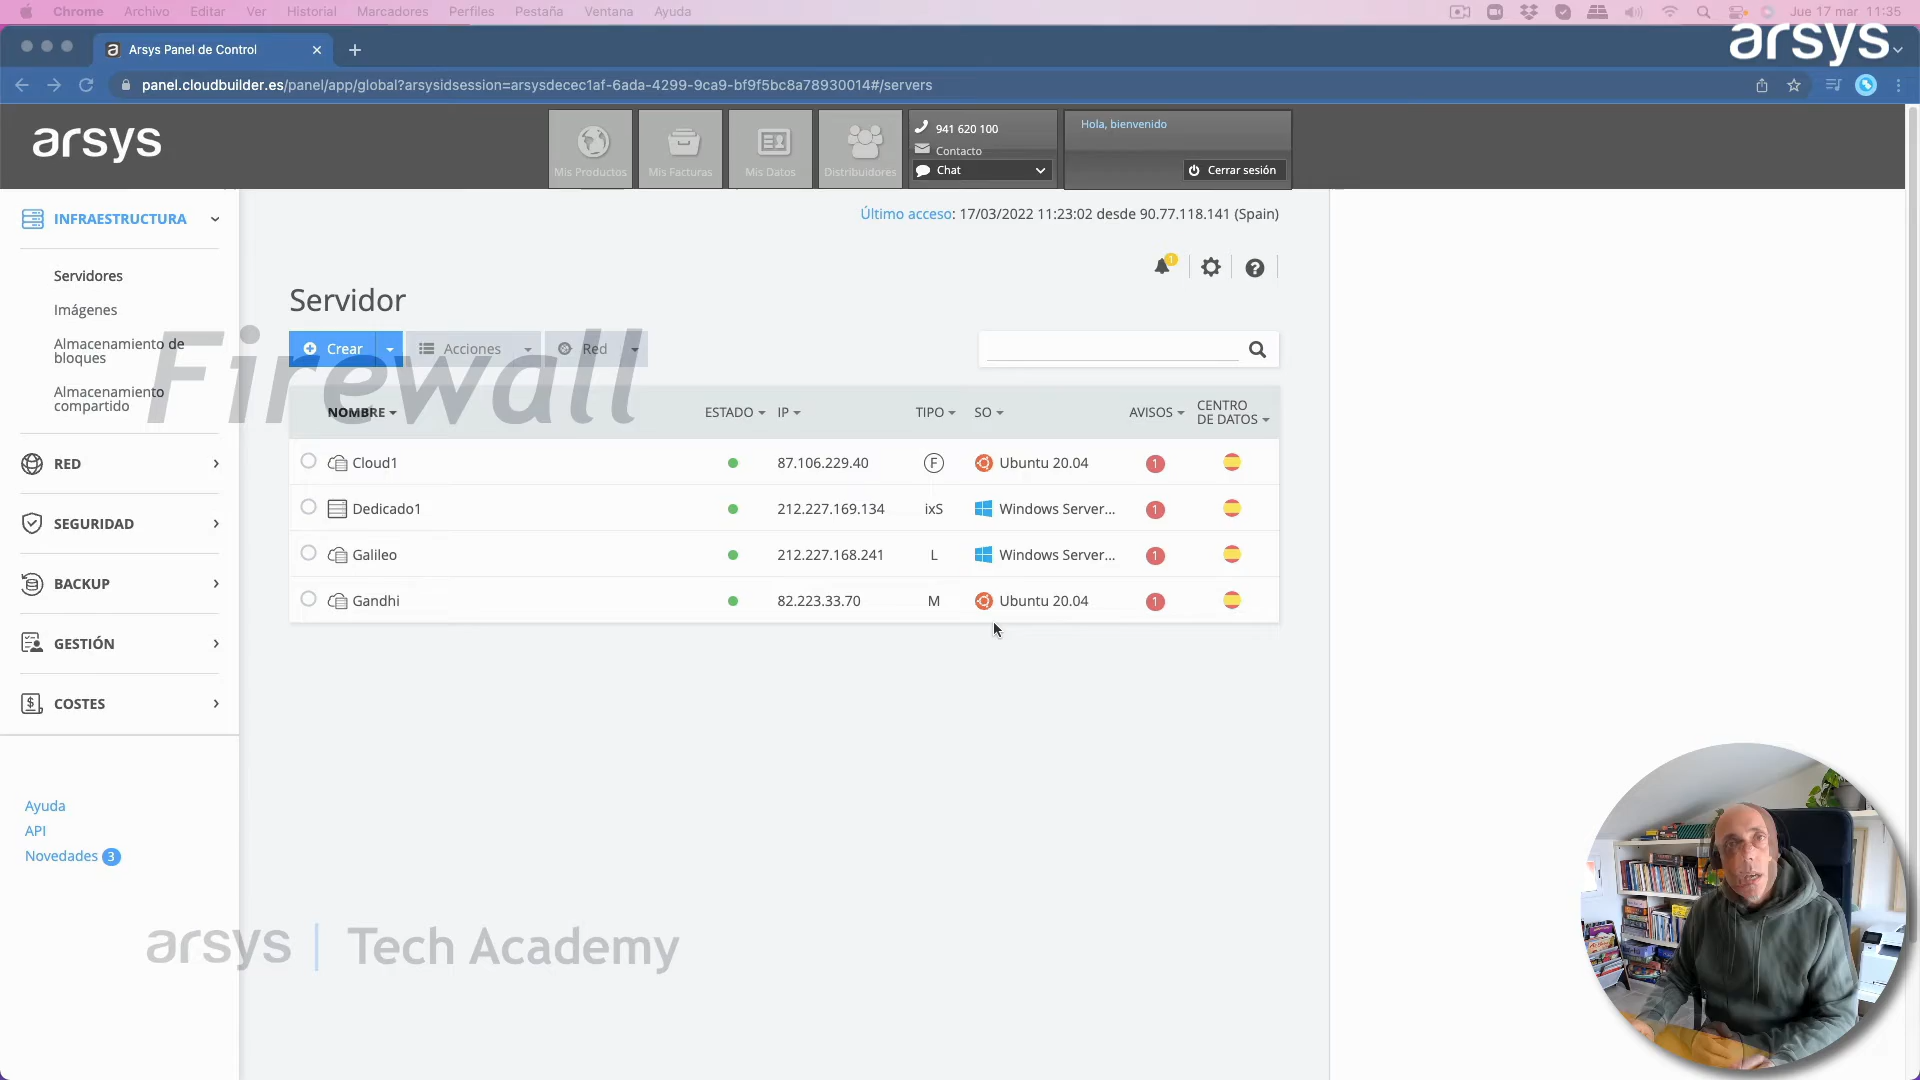 Chrome Archivo Editar Ver Historial Marcadores Perfiles Pestaña Ventana Ayuda Jue 17 mar 11:35
Arsys Panel de Control
arsys
panel.cloudbuilder.es/panel/app/global?arsysidsession=arsysdecec1af-6ada-4299-9ca9-bf9f5bc8a78930014#/servers
arsys
Mis Productos
Mis Facturas
Mis Datos
Distribuidores
941 620 100
Contacto
Chat
Hola, bienvenido
Cerrar sesión
Último acceso: 17/03/2022 11:23:02 desde 90.77.118.141 (Spain)
INFRAESTRUCTURA
Servidores
Imágenes
Almacenamiento de
bloques
Almacenamiento
compartido
RED
SEGURIDAD
BACKUP
GESTIÓN
COSTES
Ayuda
API
Novedades 3
1
Servidor
Crear Acciones Red
Firewall
NOMBRE ESTADO IP TIPO SO AVISOS CENTRO
DE DATOS
Cloud1 87.106.229.40 F Ubuntu 20.04 1
Dedicado1 212.227.169.134 ixS Windows Server... 1
Galileo 212.227.168.241 L Windows Server... 1
Gandhi 82.223.33.70 M Ubuntu 20.04 1
arsys | Tech Academy